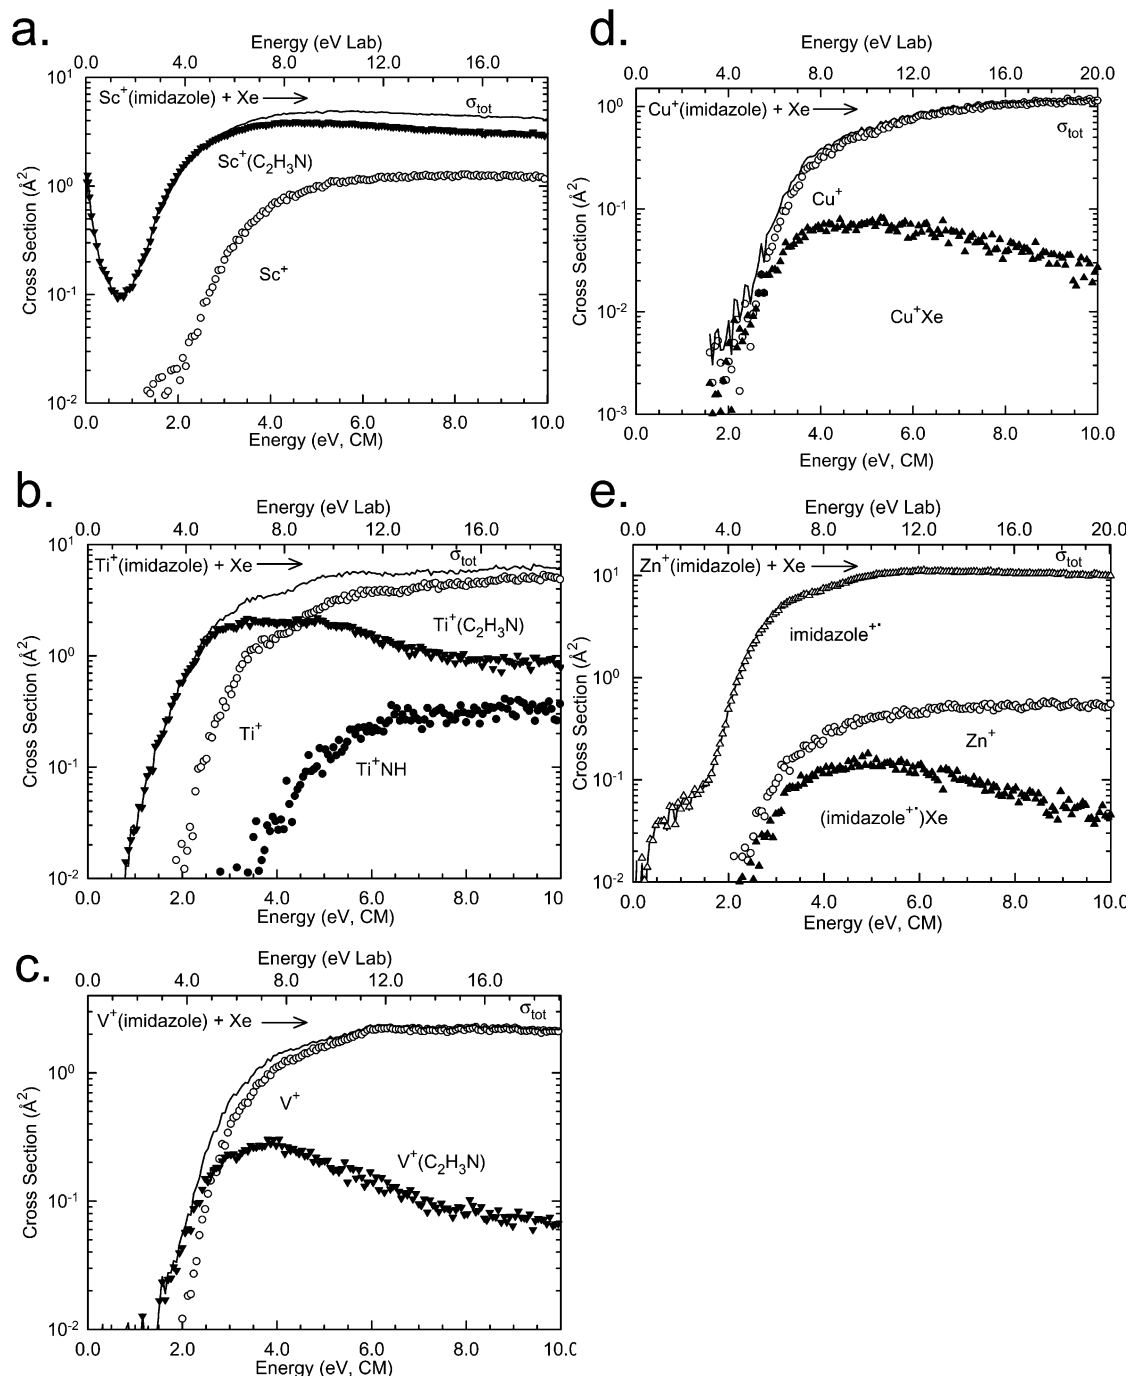 a.
Energy (eV Lab)
0.0 4.0 8.0 12.0 16.0
10¹
Sc⁺(imidazole) + Xe
σtot
Sc⁺(C₂H₃N)
10⁰
Sc⁺
10⁻¹
10⁻²
Cross Section (Å²)
0.0 2.0 4.0 6.0 8.0 10.0
Energy (eV, CM)
b.
Energy (eV Lab)
0.0 4.0 8.0 12.0 16.0
10¹
Ti⁺(imidazole) + Xe
σtot
Ti⁺(C₂H₃N)
10⁰
Ti⁺
Ti⁺NH
10⁻¹
10⁻²
Cross Section (Å²)
0.0 2.0 4.0 6.0 8.0 10.0
Energy (eV, CM)
c.
Energy (eV Lab)
0.0 4.0 8.0 12.0 16.0
V⁺(imidazole) + Xe
σtot
10⁰
V⁺
V⁺(C₂H₃N)
10⁻¹
10⁻²
Cross Section (Å²)
0.0 2.0 4.0 6.0 8.0 10.0
Energy (eV, CM)
d.
Energy (eV Lab)
0.0 4.0 8.0 12.0 16.0 20.0
10⁰
Cu⁺(imidazole) + Xe
σtot
Cu⁺
10⁻¹
Cu⁺Xe
10⁻²
10⁻³
Cross Section (Å²)
0.0 2.0 4.0 6.0 8.0 10.0
Energy (eV, CM)
e.
Energy (eV Lab)
0.0 4.0 8.0 12.0 16.0 20.0
Zn⁺(imidazole) + Xe
σtot
10¹
imidazole⁺•
10⁰
Zn⁺
10⁻¹
(imidazole⁺•)Xe
10⁻²
Cross Section (Å²)
0.0 2.0 4.0 6.0 8.0 10.0
Energy (eV, CM)